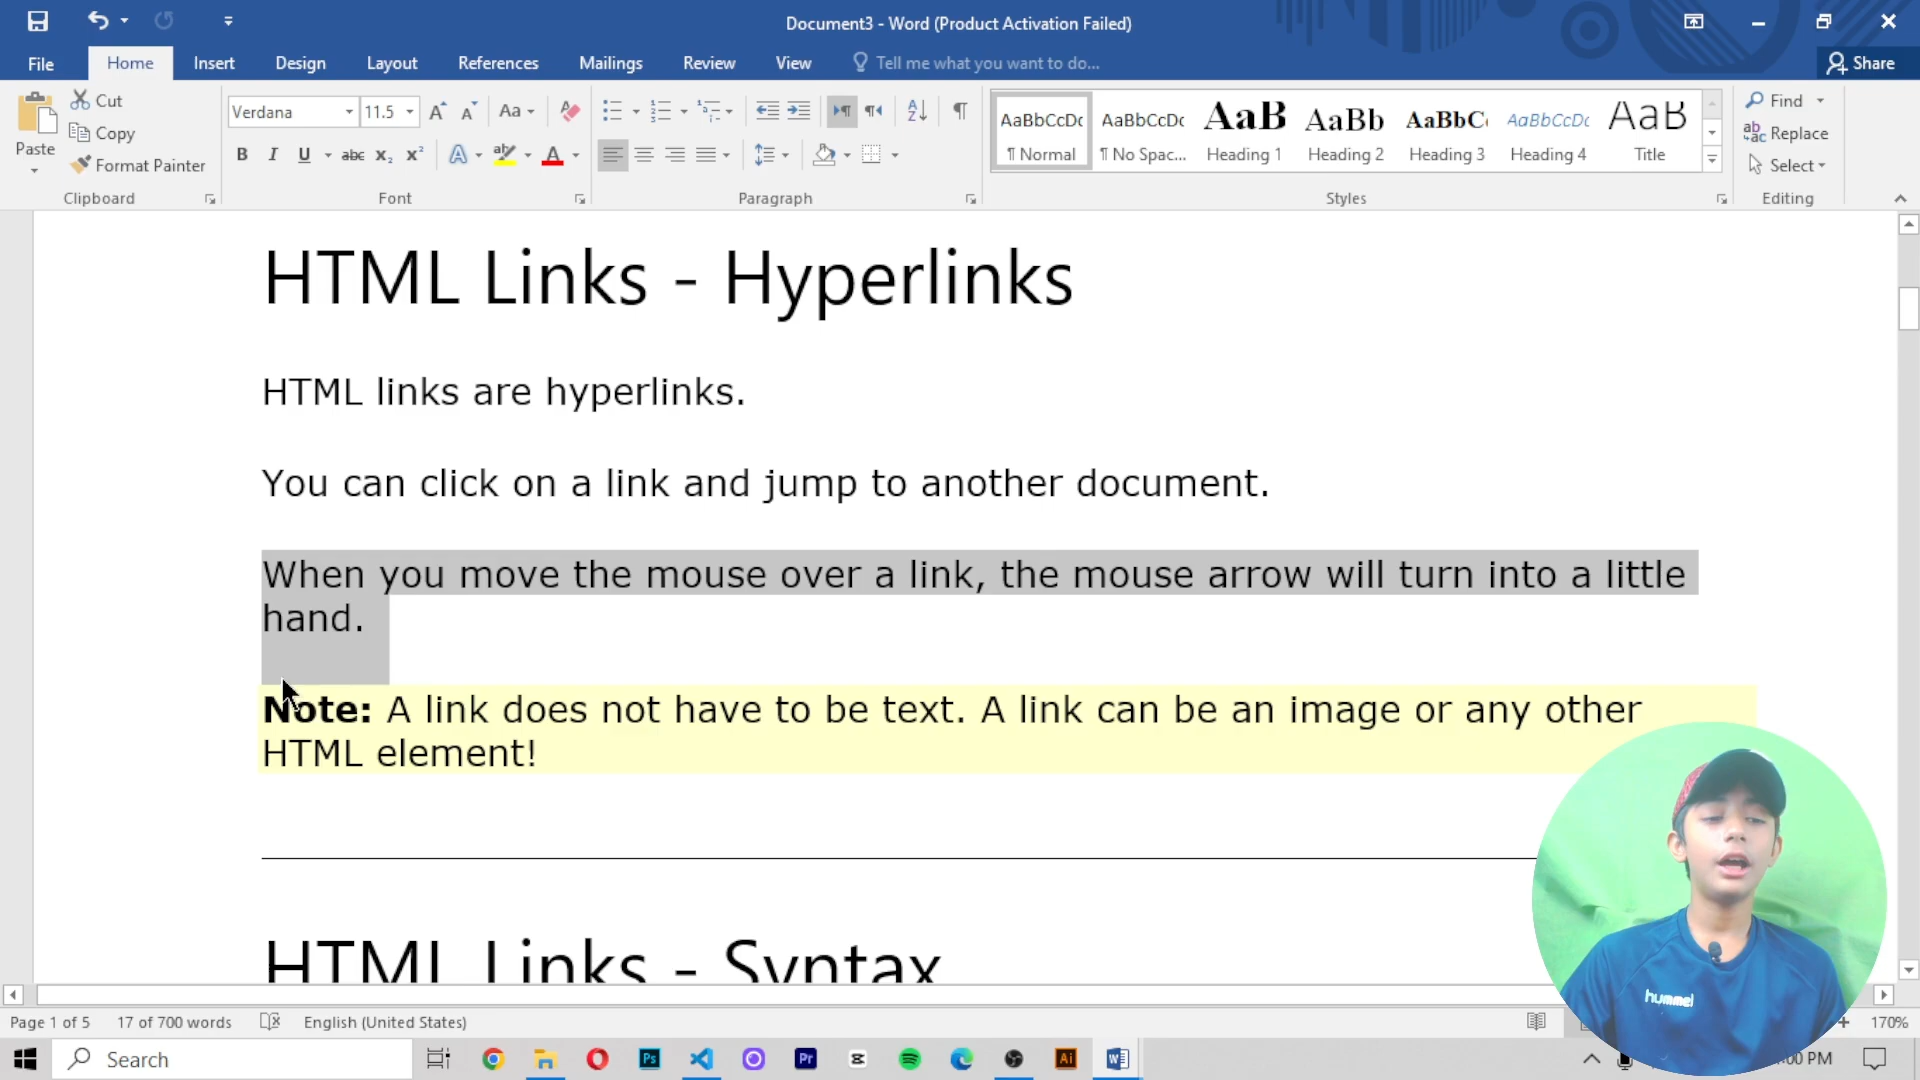 Document3 - Word (Product Activation Failed)
File Home Insert Design Layout References Mailings Review View Tell me what you want to do... Share
Paste
Cut
Copy
Format Painter
Clipboard
Verdana 11.5
Font
Paragraph
AaBbCcDc AaBbCcDc AaB AaBb AaBbC AaBbCcDc AaB
¶ Normal ¶ No Spac... Heading 1 Heading 2 Heading 3 Heading 4 Title
Styles
Find
Replace
Select
Editing
HTML Links - Hyperlinks
HTML links are hyperlinks.
You can click on a link and jump to another document.
When you move the mouse over a link, the mouse arrow will turn into a little
hand.
Note: A link does not have to be text. A link can be an image or any other
HTML element!
HTML Links - Syntax
hummel
Page 1 of 5 17 of 700 words English (United States) 170%
Search
:00 PM